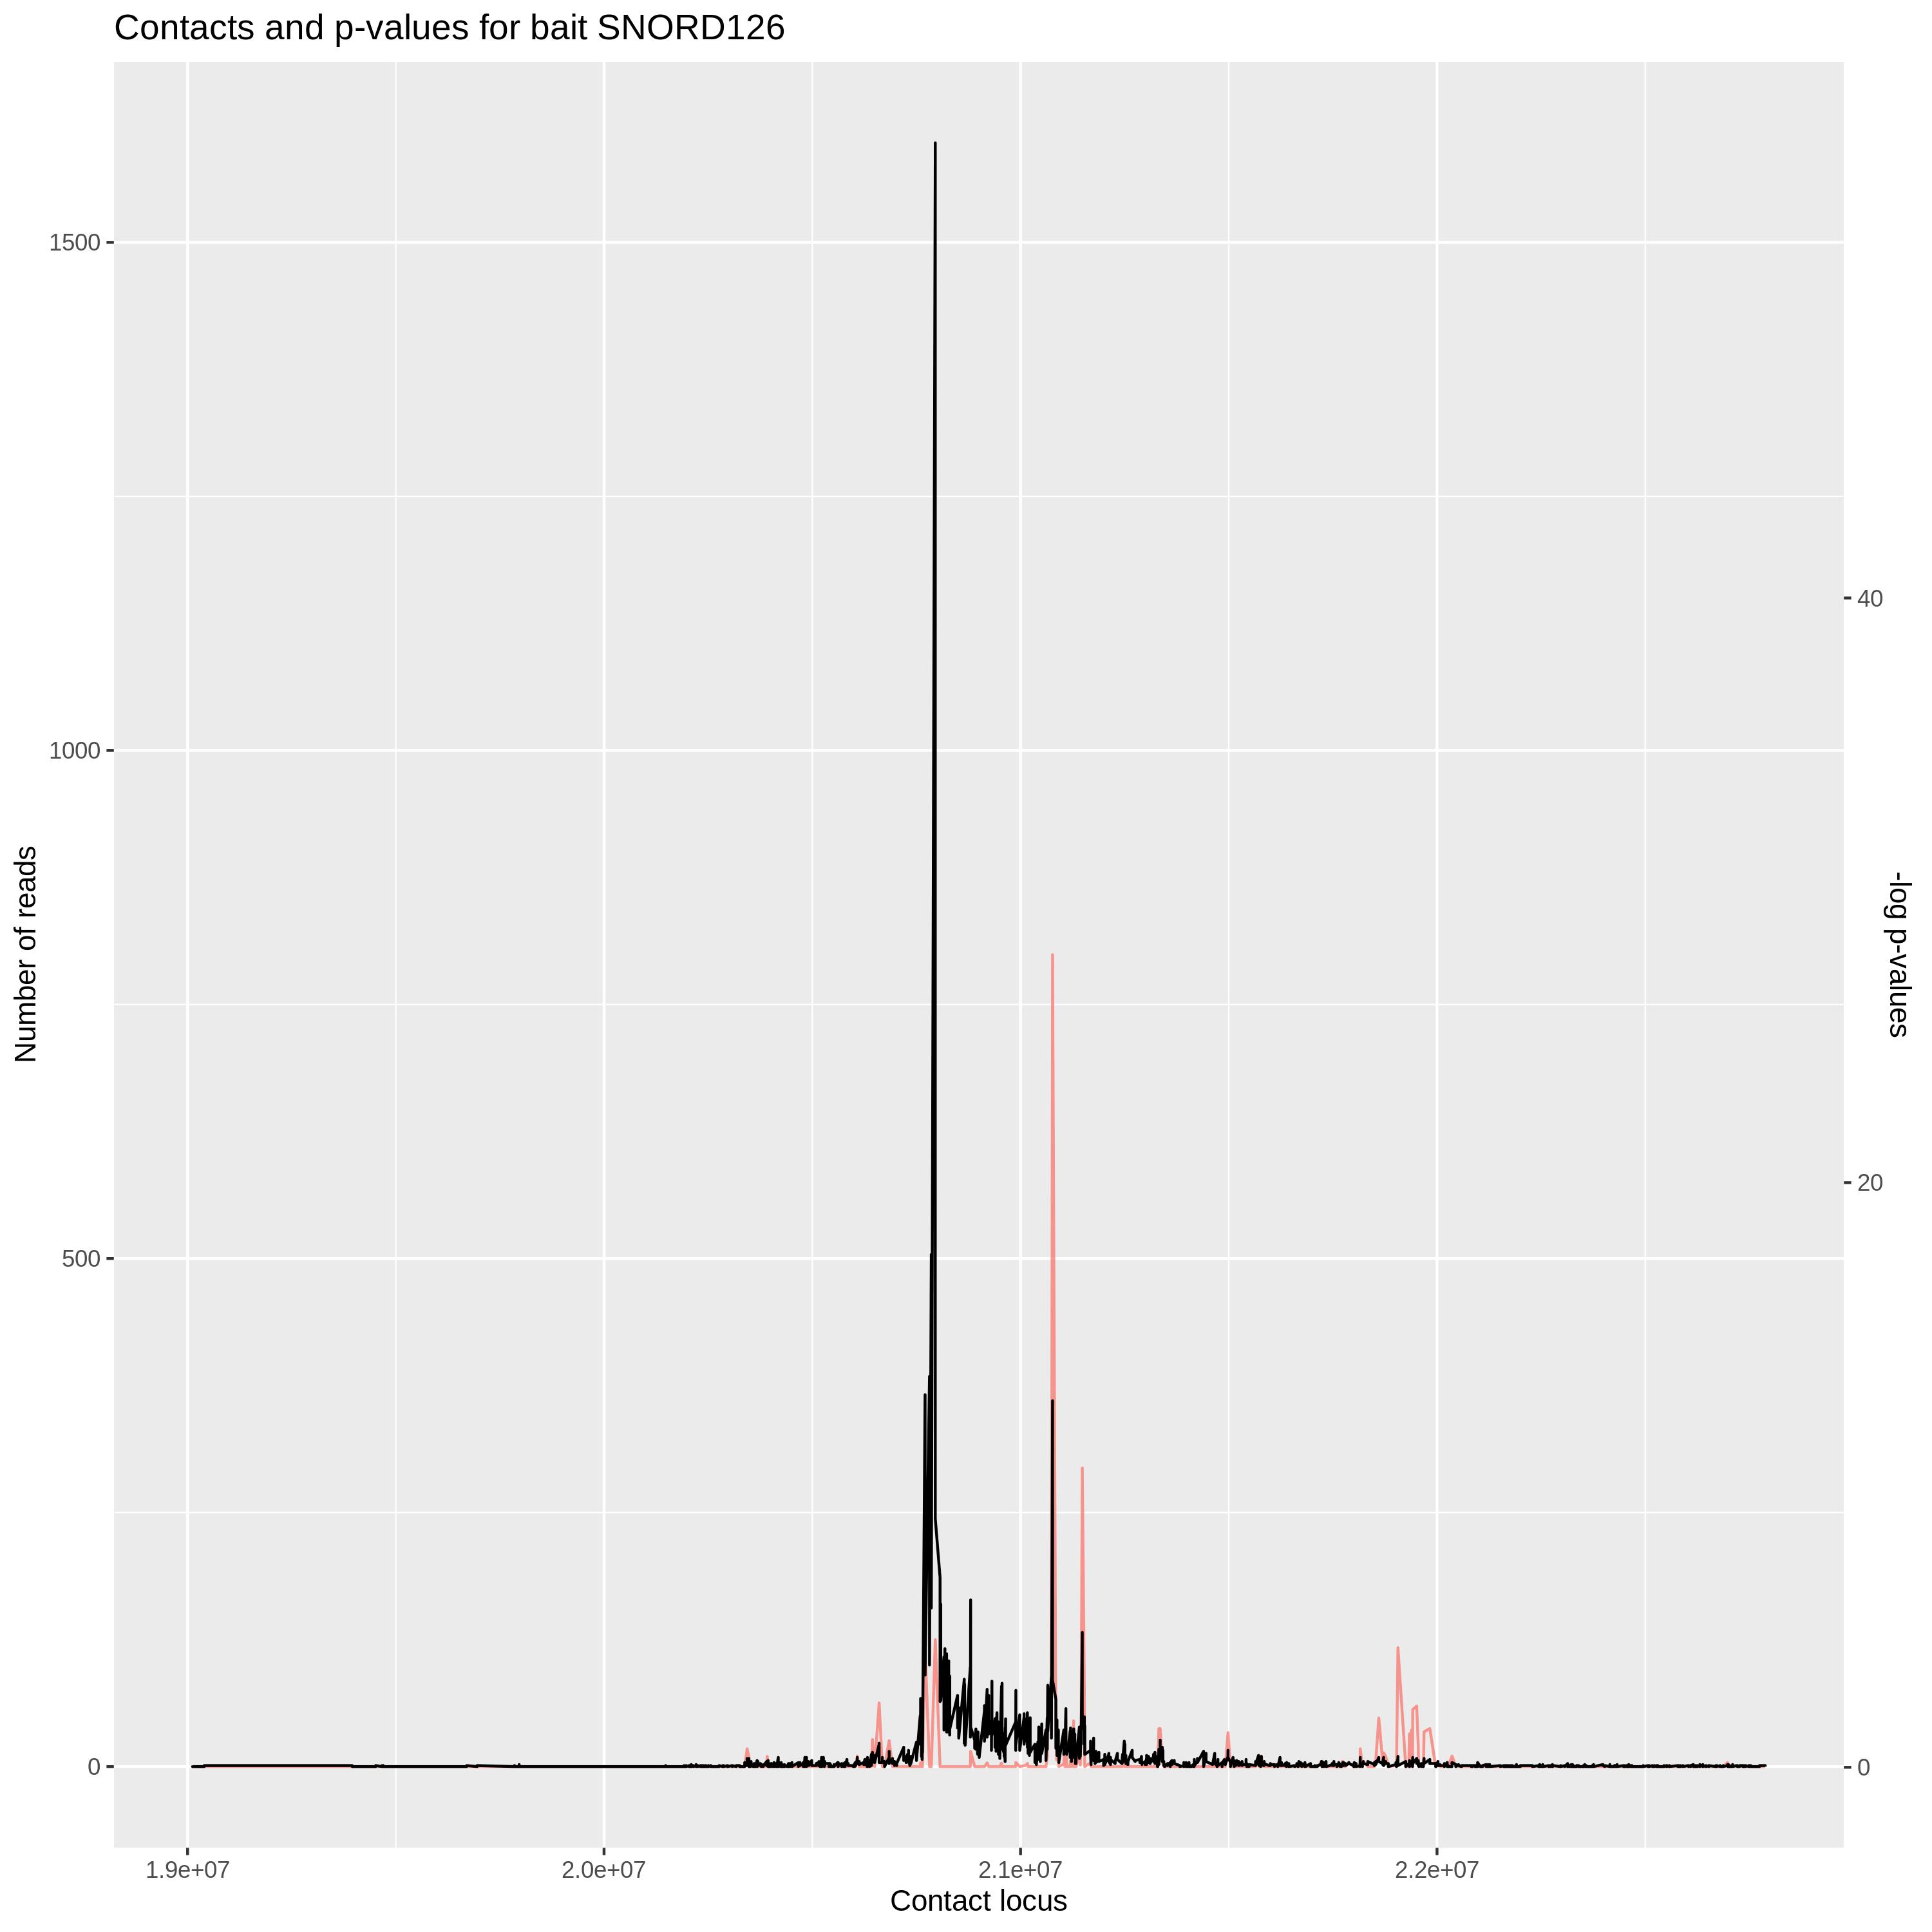 Contacts and p-values for bait SNORD126
Number of reads
1500
1000
500
0
40
20
0
-log p-values
1.9e+07 2.0e+07 2.1e+07 2.2e+07
Contact locus